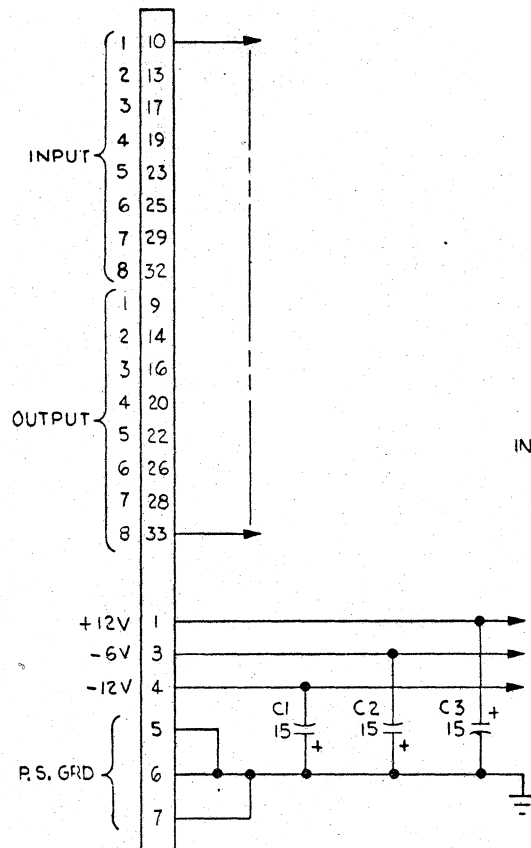 1 10
2 13
3 17
INPUT 4 19
5 23
6 25
7 29
8 32
1 9
2 14
3 16
4 20
OUTPUT 5 22
6 26
7 28
8 33
IN
+12V 1
-6V 3
-12V 4
C1 15 +
C2 15 +
C3 15 +
5
P.S. GRD 6
7